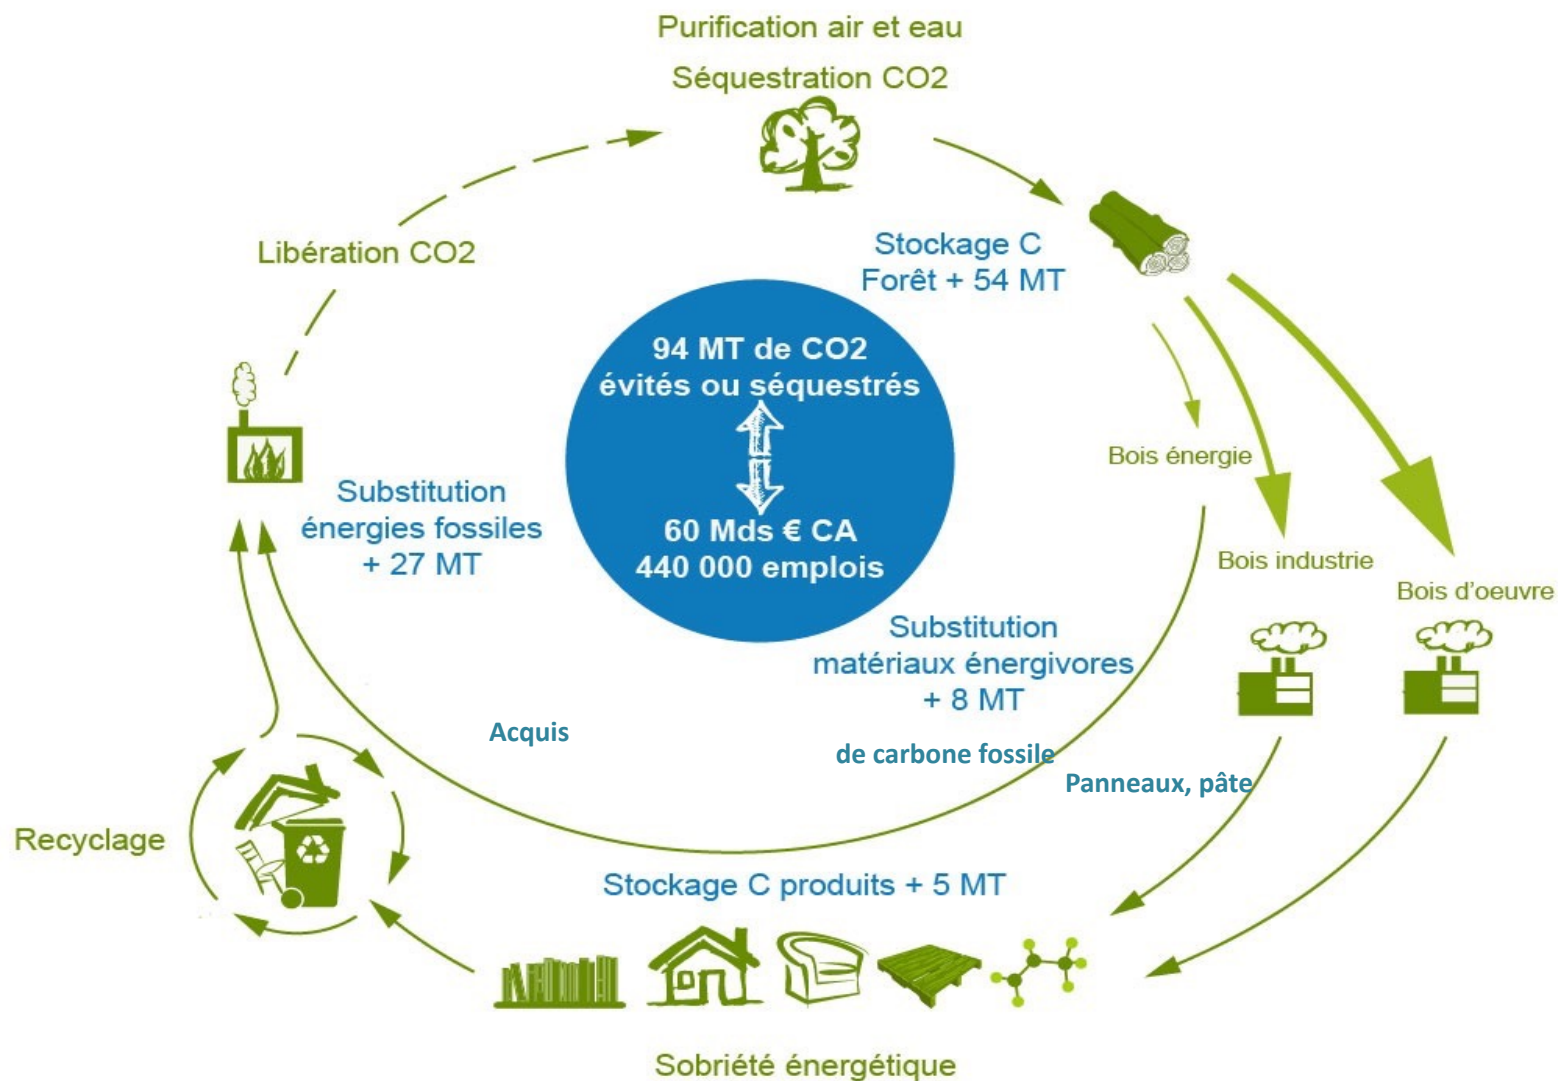 Purification air et eau
Séquestration CO2
Libération CO2
Stockage C
Forêt + 54 MT
94 MT de CO2
évités ou séquestrés
60 Mds € CA
440 000 emplois
Bois énergie
Substitution
énergies fossiles
+ 27 MT
Bois industrie
Bois d'oeuvre
Substitution
matériaux énergivores
+ 8 MT
Acquis
de carbone fossile
Panneaux, pâte
Recyclage
Stockage C produits + 5 MT
Sobriété énergétique